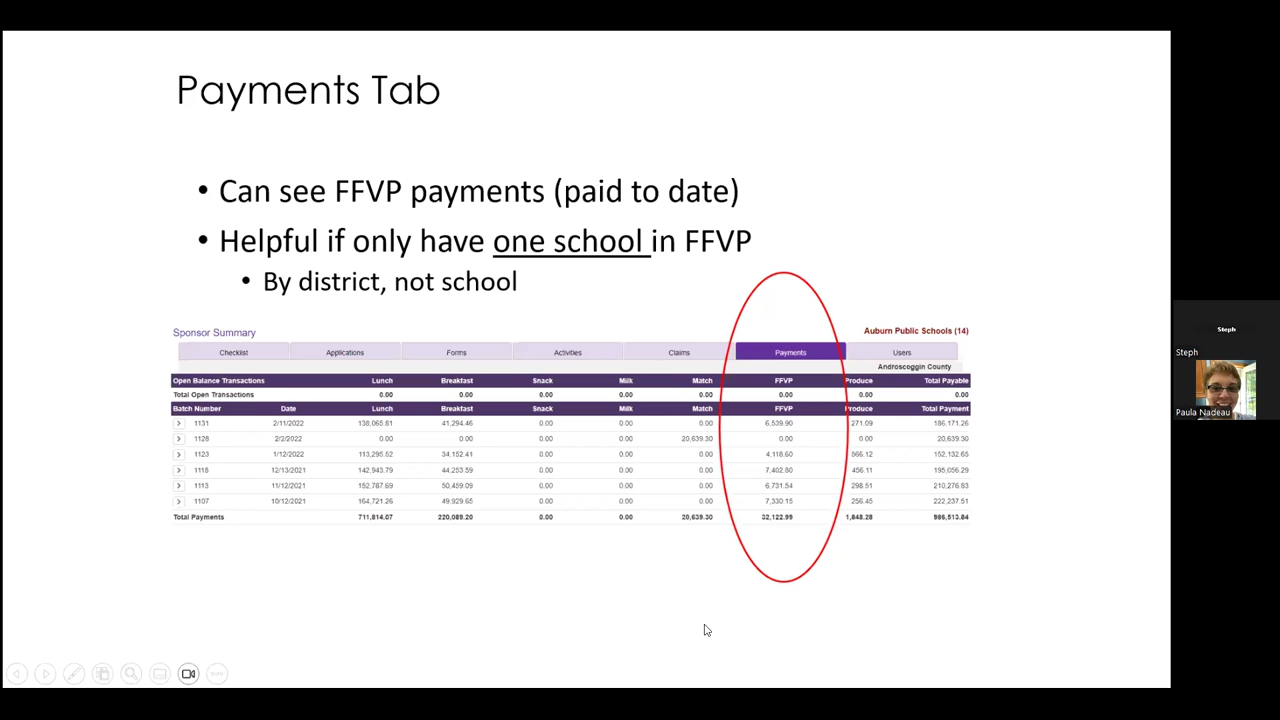 Payments Tab
• Can see FFVP payments (paid to date)
• Helpful if only have one school in FFVP
• By district, not school
Sponsor Summary Auburn Public Schools (14)
Checklist Applications Forms Activities Claims Payments Users
Androscoggin County
Open Balance Transactions Lunch Breakfast Snack Milk Match FFVP Produce Total Payable
Total Open Transactions 0.00 0.00 0.00 0.00 0.00 0.00 0.00 0.00
Batch Number Date Lunch Breakfast Snack Milk Match FFVP Produce Total Payment
1131 2/11/2022 138,065.81 41,294.46 0.00 0.00 0.00 6,539.90 271.09 186,171.26
1128 2/2/2022 0.00 0.00 0.00 0.00 20,639.30 0.00 0.00 20,639.30
1123 1/12/2022 113,295.52 34,152.41 0.00 0.00 0.00 4,118.60 566.12 152,132.65
1118 12/13/2021 142,943.79 44,253.59 0.00 0.00 0.00 7,402.80 456.11 195,056.29
1113 11/12/2021 152,787.69 50,459.09 0.00 0.00 0.00 6,731.54 298.51 210,276.83
1107 10/12/2021 164,721.26 49,929.65 0.00 0.00 0.00 7,330.15 256.45 222,237.51
Total Payments 711,814.07 220,089.20 0.00 0.00 20,639.30 32,122.99 1,848.28 986,513.84
Steph
Steph
Paula Nadeau